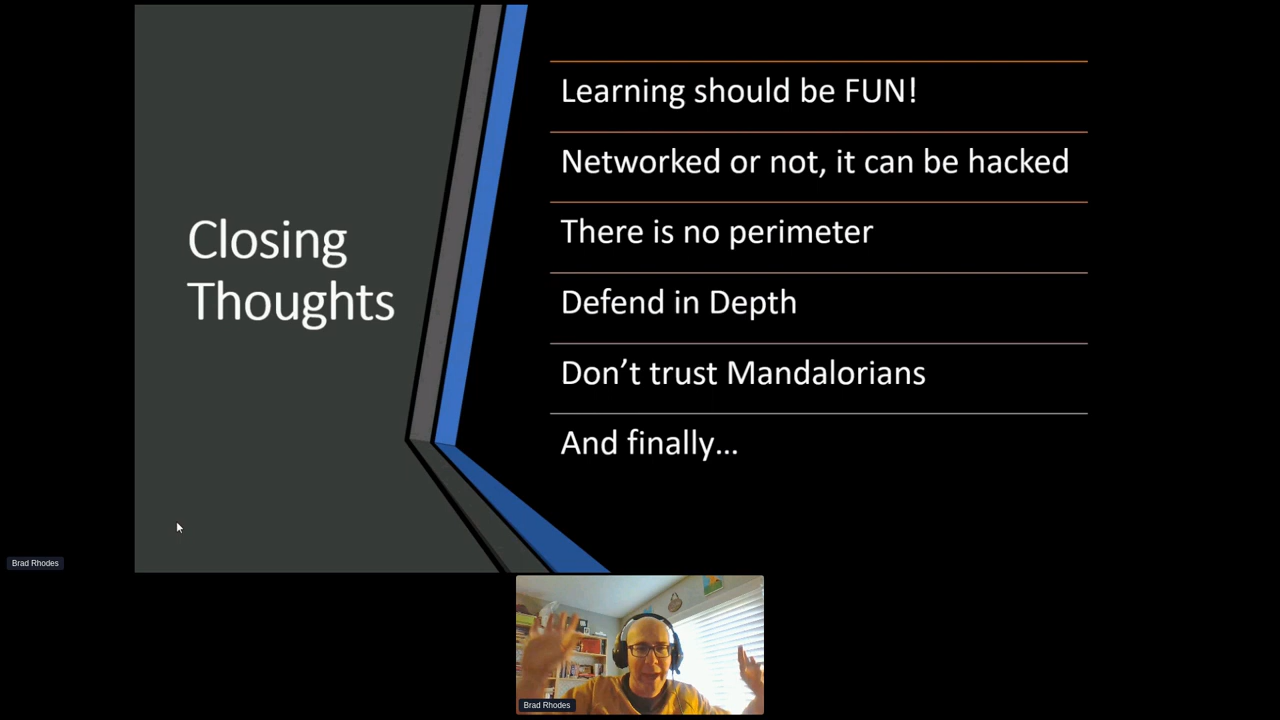 Closing
Thoughts
Learning should be FUN!
Networked or not, it can be hacked
There is no perimeter
Defend in Depth
Don’t trust Mandalorians
And finally…
Brad Rhodes
Brad Rhodes